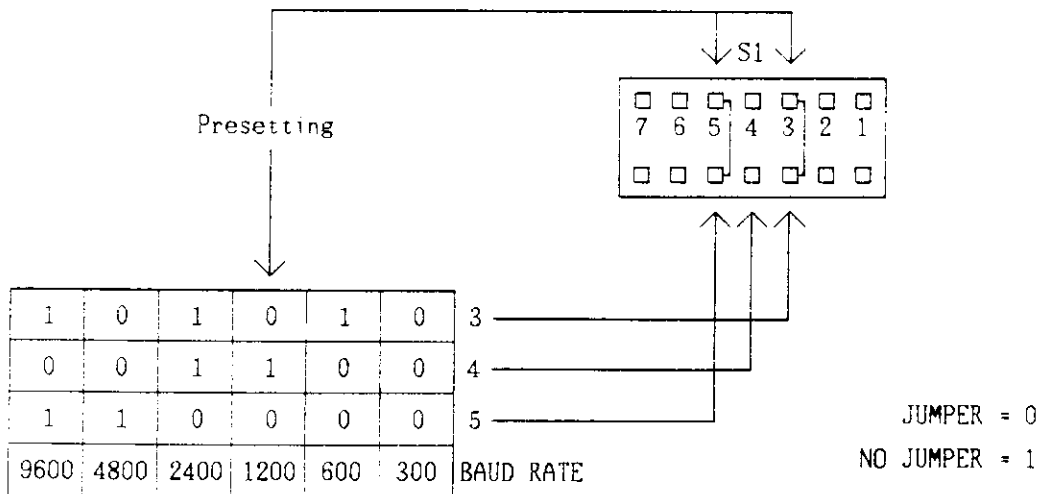 S1
7 6 5 4 3 2 1
Presetting
1 0 1 0 1 0 3
0 0 1 1 0 0 4
1 1 0 0 0 0 5
9600 4800 2400 1200 600 300 BAUD RATE
JUMPER = 0
NO JUMPER = 1